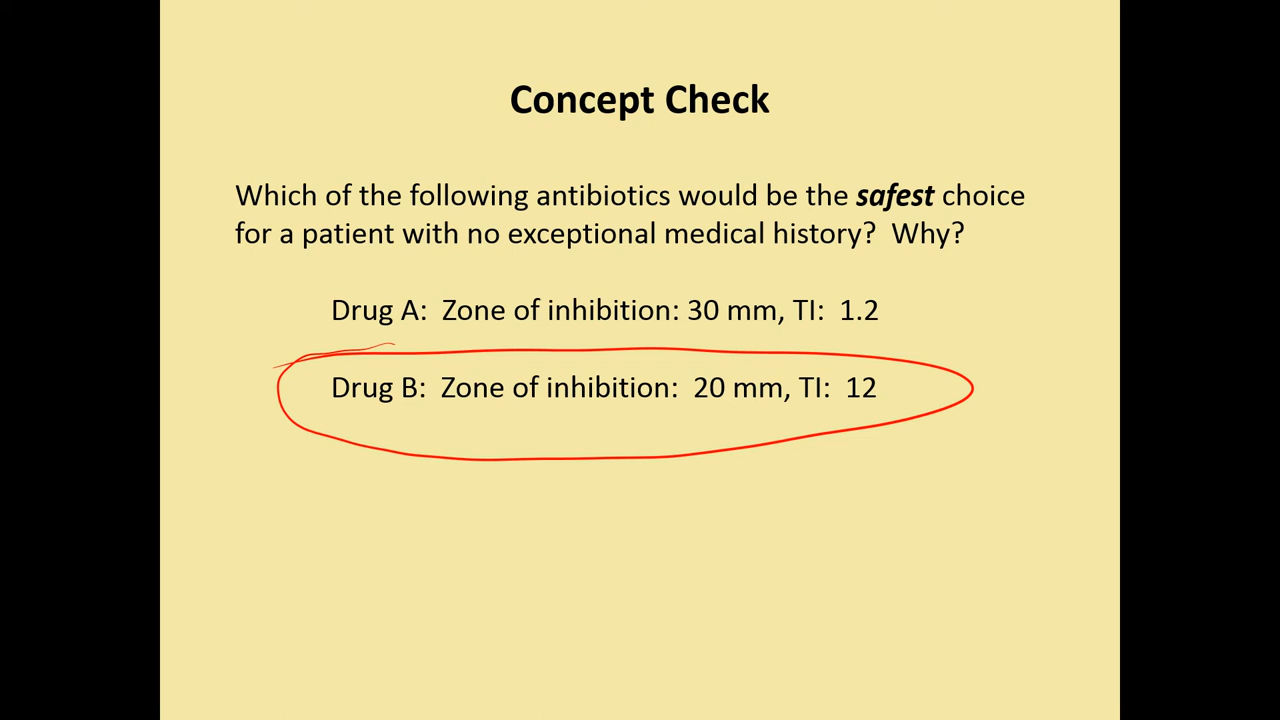 Concept Check
Which of the following antibiotics would be the safest choice
for a patient with no exceptional medical history?  Why?
Drug A:  Zone of inhibition: 30 mm, TI:  1.2
Drug B:  Zone of inhibition:  20 mm, TI:  12